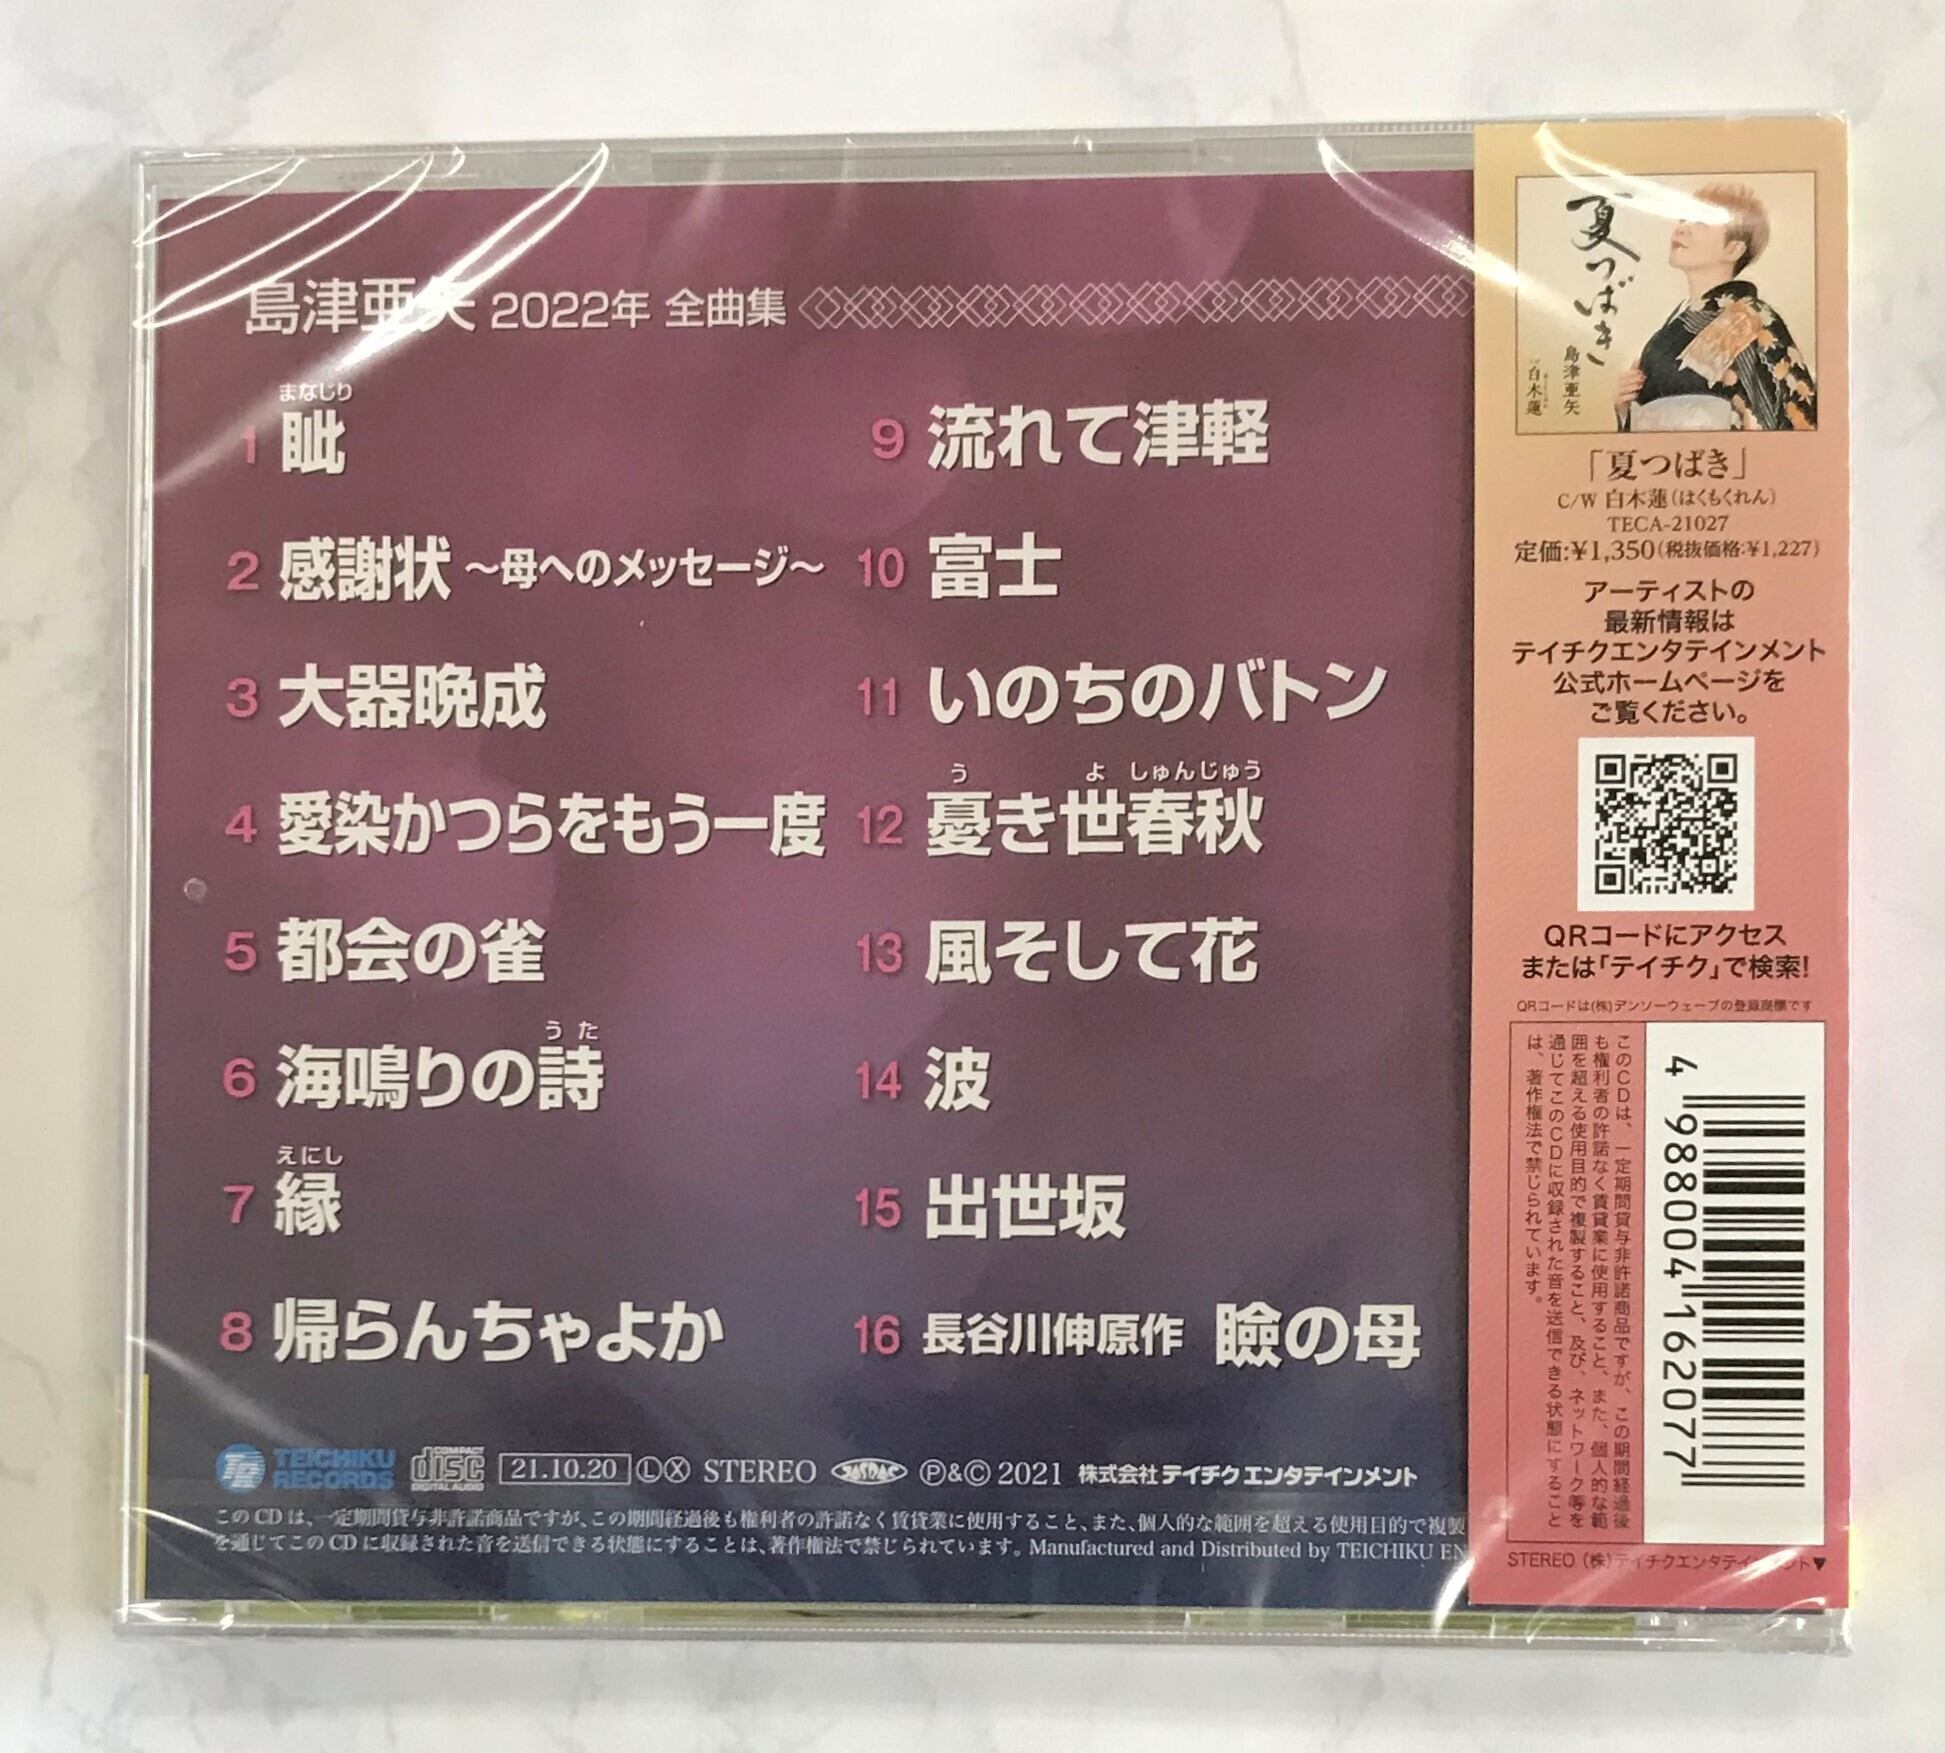 島津亜矢 2022年 全曲集
まなじり
1 眦
2 感謝状 ～母へのメッセージ～
3 大器晩成
4 愛染かつらをもう一度
5 都会の雀
うた
6 海鳴りの詩
えにし
7 縁
8 帰らんちゃよか
9 流れて津軽
10 富士
11 いのちのバトン
う よ しゅんじゅう
12 憂き世春秋
13 風そして花
14 波
15 出世坂
16 長谷川伸原作 瞼の母
TEICHIKU RECORDS COMPACT disc DIGITAL AUDIO 21.10.20 Ⓛ Ⓧ STEREO JASRAC Ⓟ&Ⓒ 2021 株式会社テイチクエンタテインメント
このCDは、一定期間貸与非許諾商品ですが、この期間経過後も権利者の許諾なく賃貸業に使用すること、また、個人的な範囲を超える使用目的で複製
を通じてこのCDに収録された音を送信できる状態にすることは、著作権法で禁じられています。Manufactured and Distributed by TEICHIKU EN
夏つばき
島津亜矢
白木蓮
「夏つばき」
C/W 白木蓮(はくもくれん)
TECA-21027
定価:¥1,350(税抜価格:¥1,227)
アーティストの
最新情報は
テイチクエンタテインメント
公式ホームページを
ご覧ください。
QRコードにアクセス
または「テイチク」で検索!
QRコードは(株)デンソーウェーブの登録商標です
このCDは、一定期間貸与非許諾商品ですが、この期間経過後
も権利者の許諾なく賃貸業に使用すること、また、個人的な範
囲を超える使用目的で複製すること、及び、ネットワーク等を
通じてこのCDに収録された音を送信できる状態にすること
は、著作権法で禁じられています。
4 988004 162077
STEREO (株)テイチクエンタテインメント▼